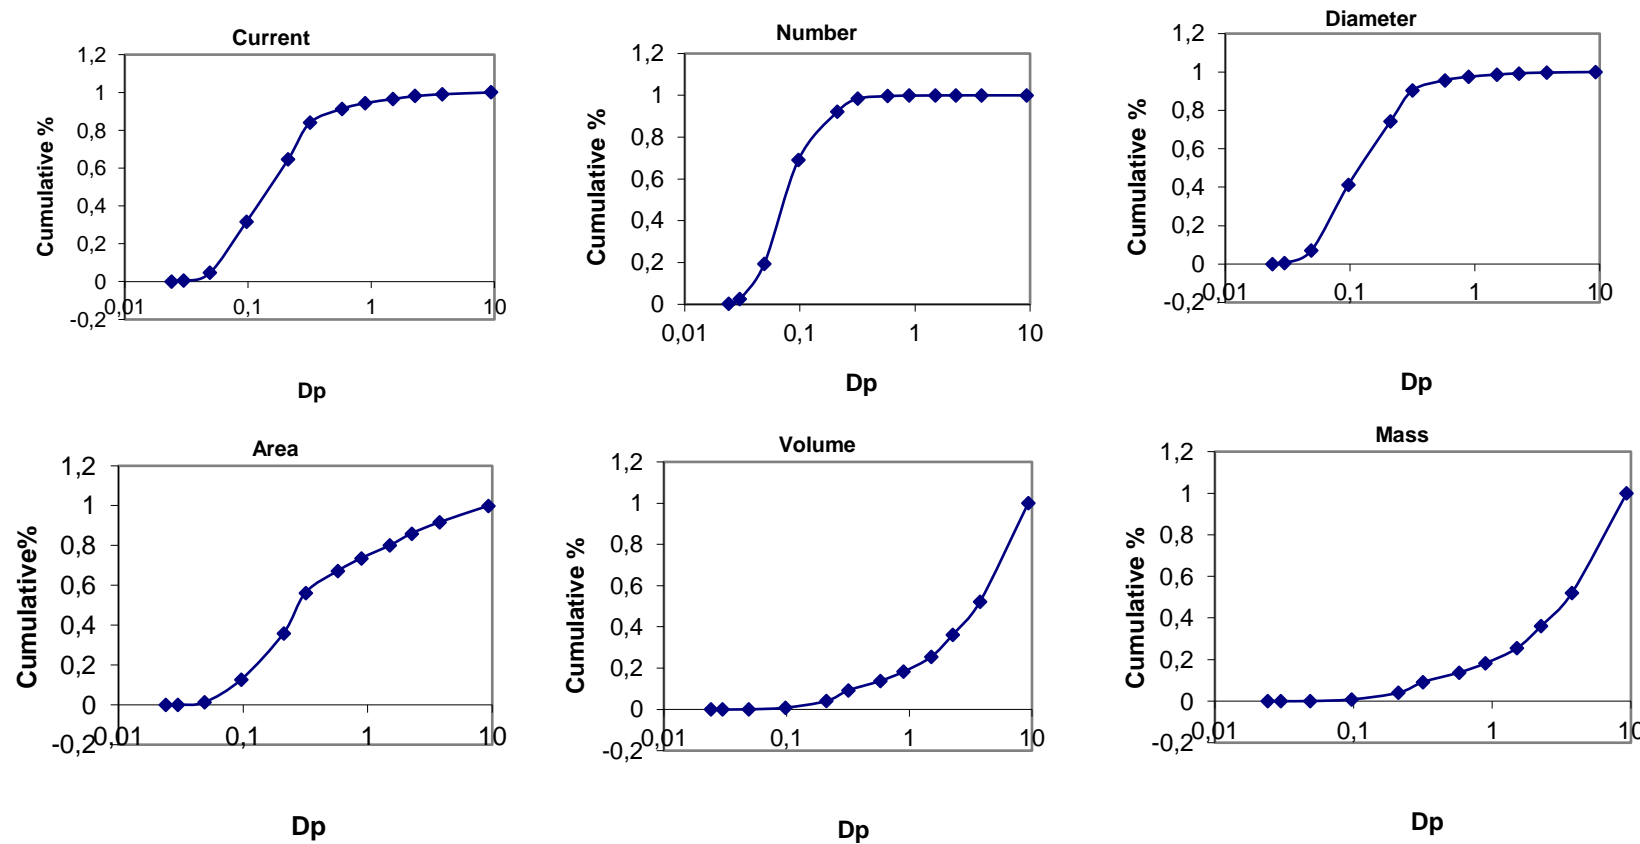 Current
1,2
1
0,8
0,6
0,4
0,2
0
-0,2
0,01 0,1 1 10
Cumulative %
Dp
Number
1,2
1
0,8
0,6
0,4
0,2
0
0,01 0,1 1 10
Cumulative %
Dp
Diameter
1,2
1
0,8
0,6
0,4
0,2
0
-0,2
0,01 0,1 1 10
Cumulative %
Dp
Area
1,2
1
0,8
0,6
0,4
0,2
0
-0,2
0,01 0,1 1 10
Cumulative%
Dp
Volume
1,2
1
0,8
0,6
0,4
0,2
0
-0,2
0,01 0,1 1 10
Cumulative %
Dp
Mass
1,2
1
0,8
0,6
0,4
0,2
0
-0,2
0,01 0,1 1 10
Cumulative %
Dp